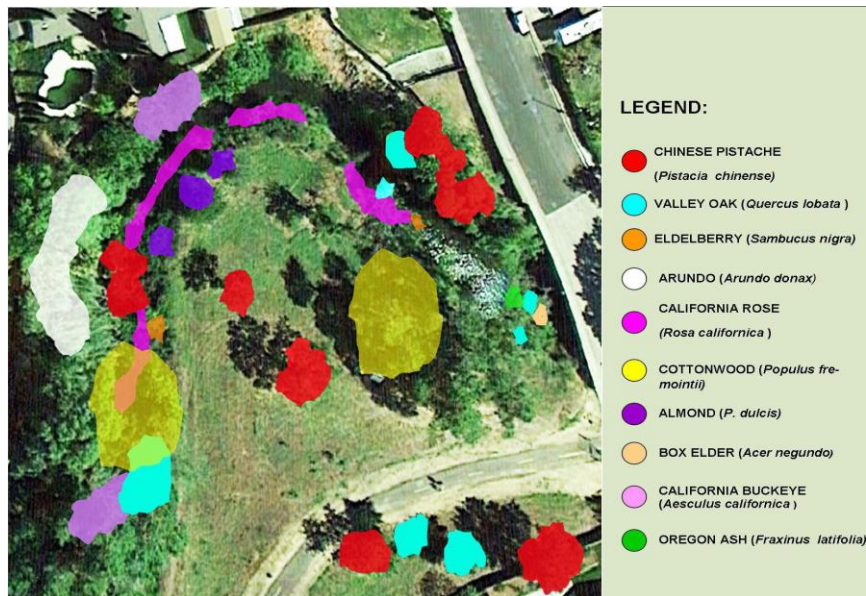 LEGEND:
CHINESE PISTACHE
(Pistacia chinense)
VALLEY OAK (Quercus lobata )
ELDELBERRY (Sambucus nigra)
ARUNDO (Arundo donax)
CALIFORNIA ROSE
(Rosa californica )
COTTONWOOD (Populus fre-
mointii)
ALMOND (P. dulcis)
BOX ELDER (Acer negundo)
CALIFORNIA BUCKEYE
(Aesculus californica )
OREGON ASH (Fraxinus latifolia)